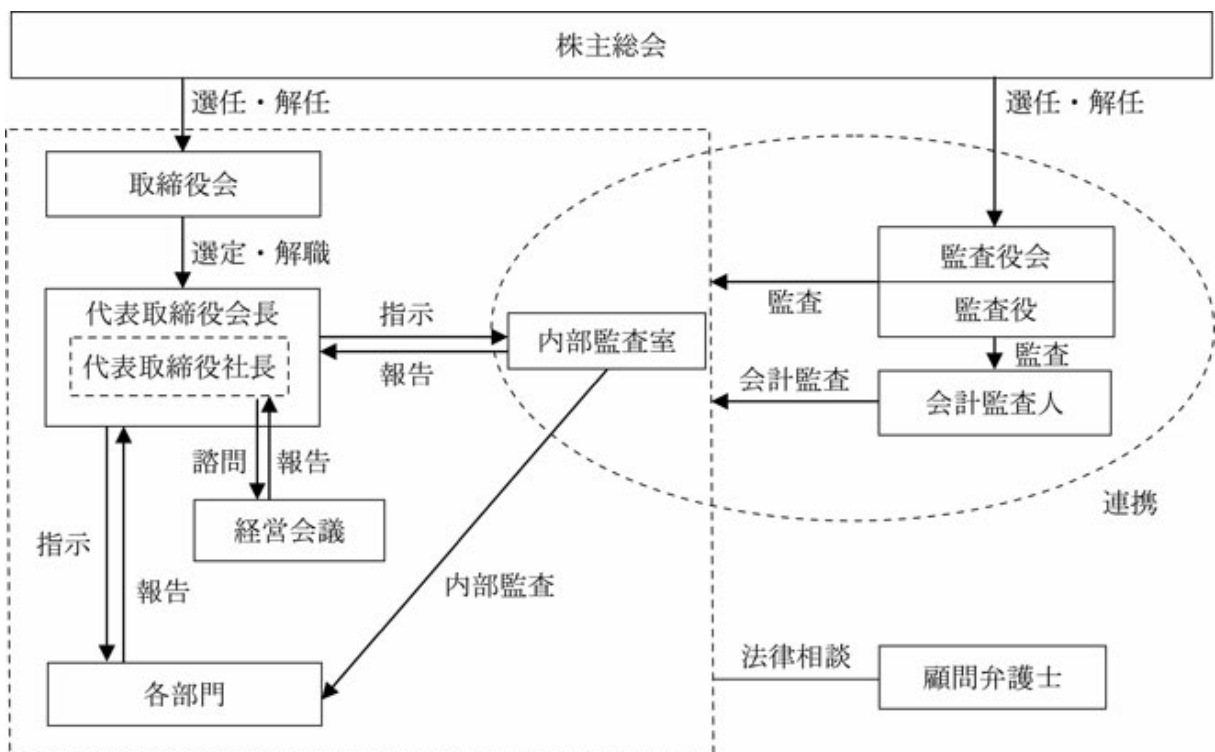 株主総会
選任・解任
選任・解任
取締役会
選定・解職
監査役会
監査役
監査
監査
代表取締役会長
代表取締役社長
指示
報告
内部監査室
会計監査
会計監査人
諮問
報告
経営会議
連携
指示
報告
内部監査
各部門
法律相談
顧問弁護士